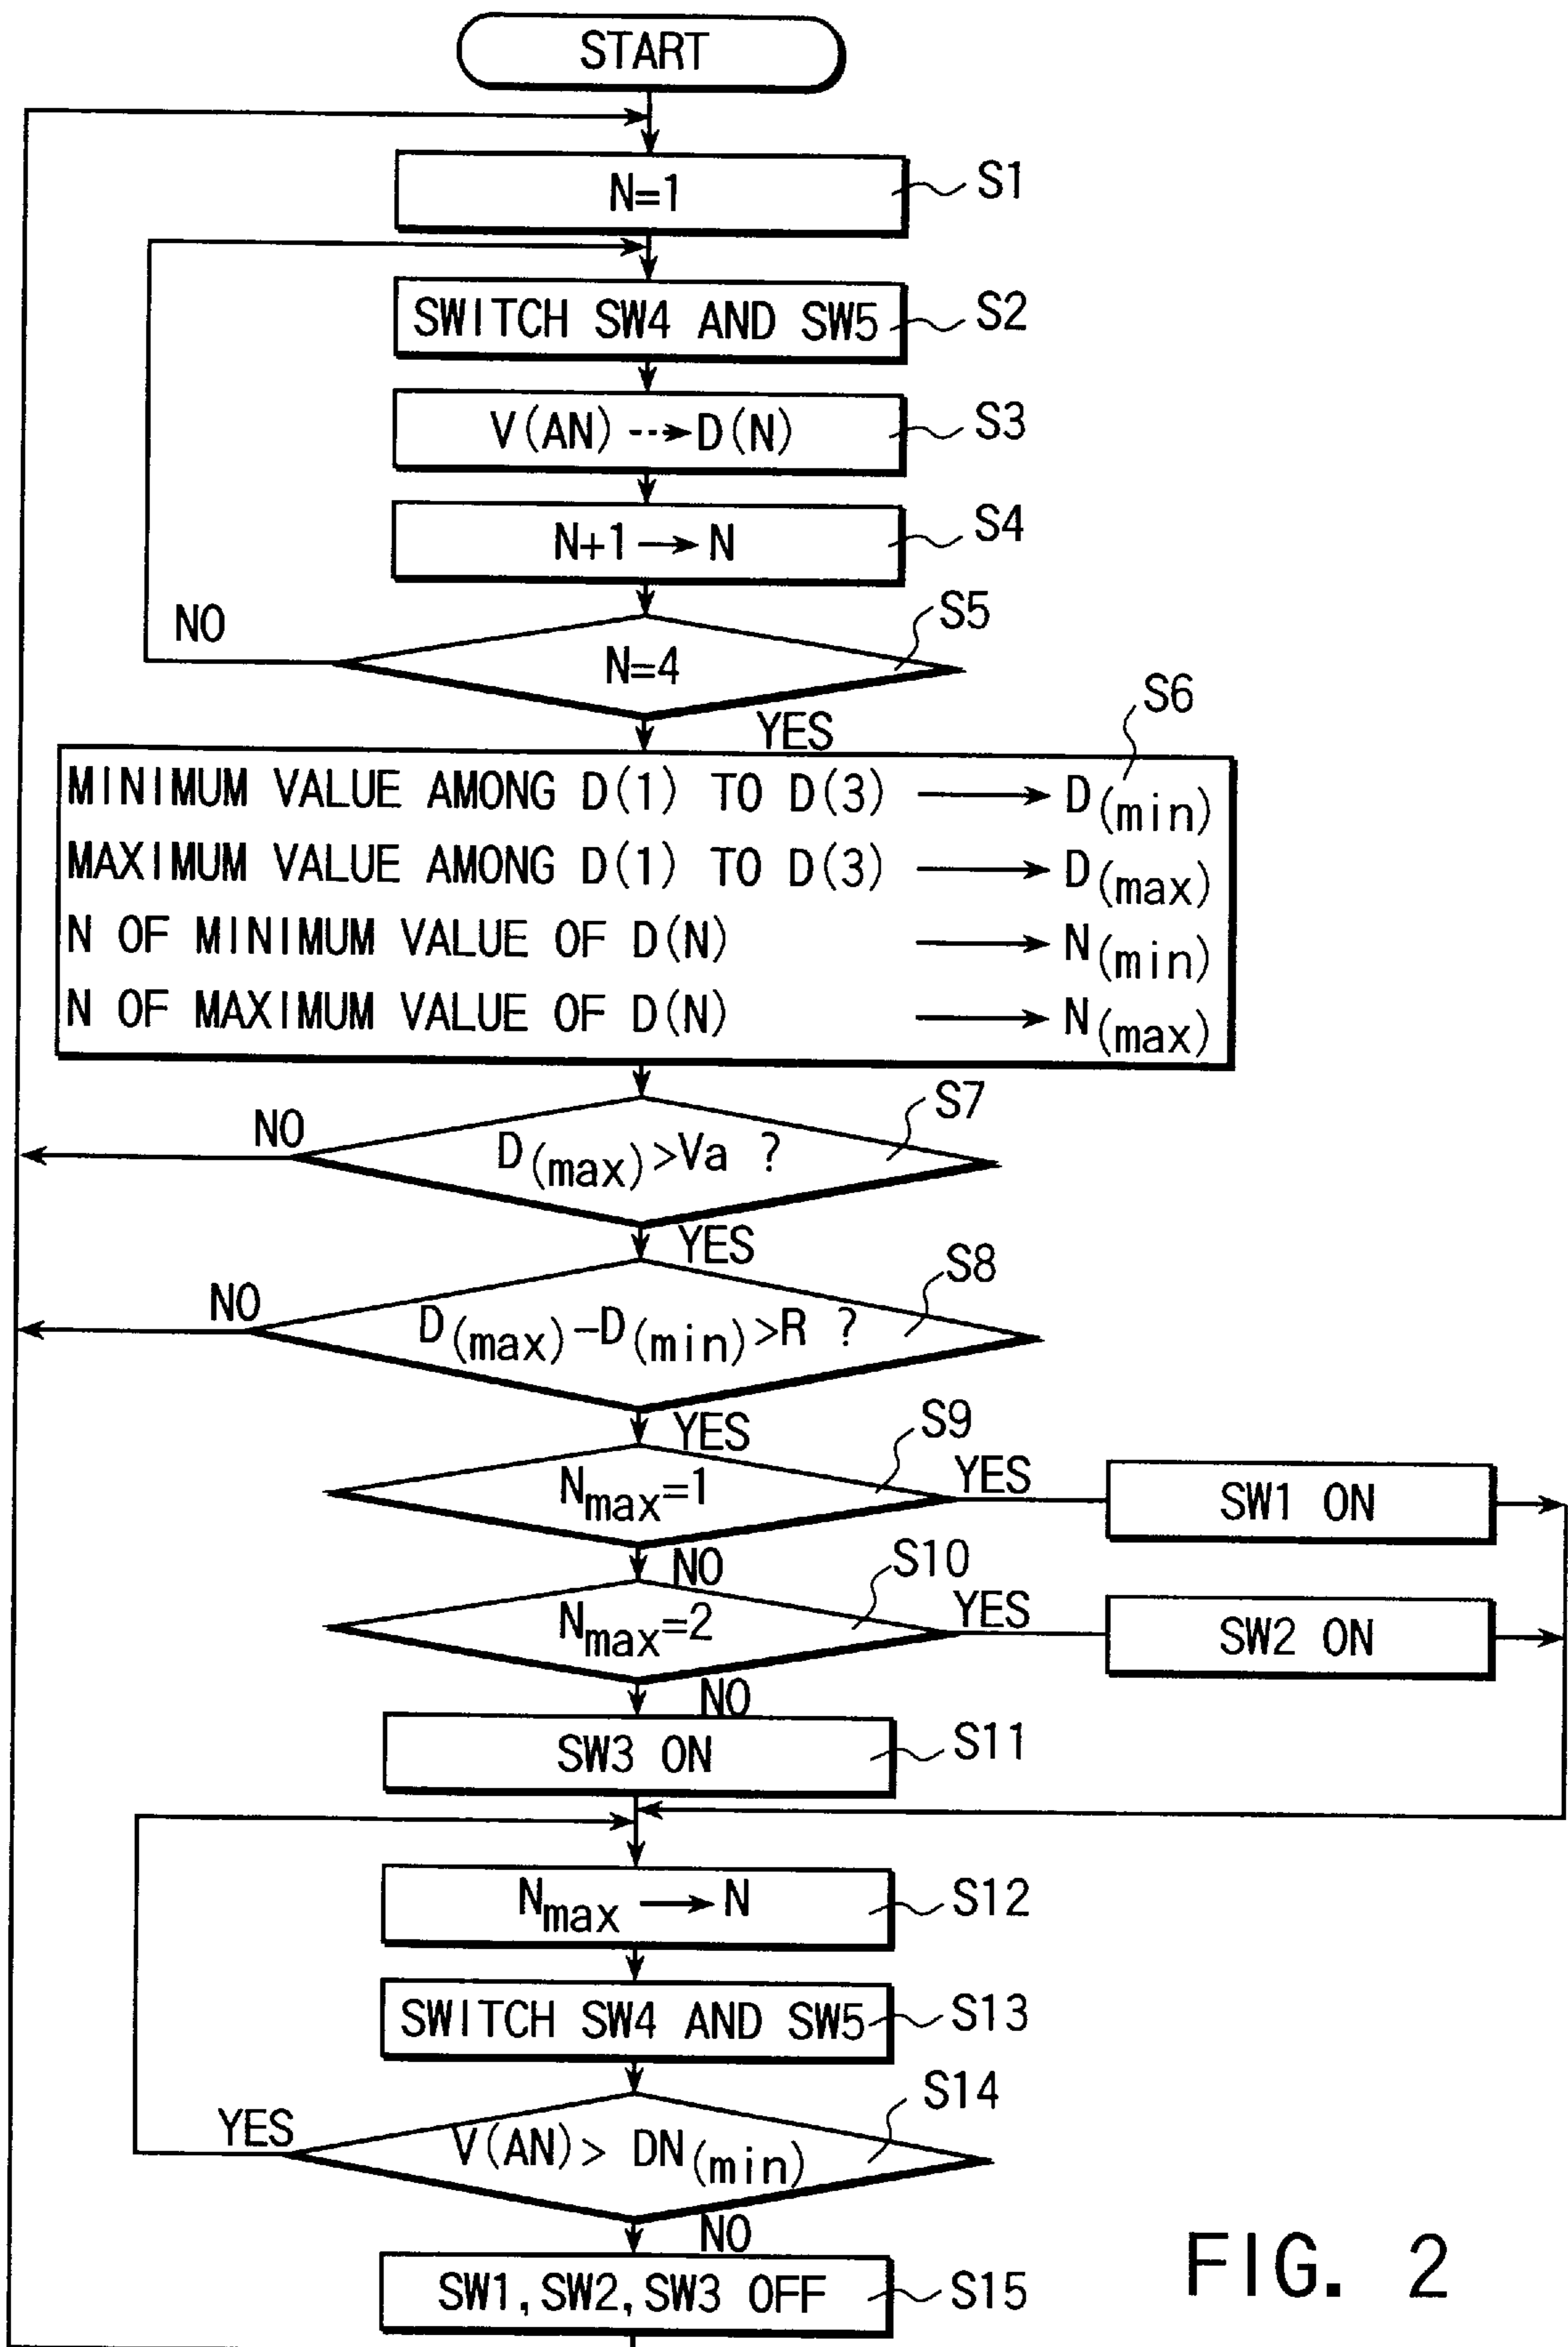 START
N=1
S1
SWITCH SW4 AND SW5
S2
V(AN) --→ D(N)
S3
N+1 → N
S4
S5
NO
N=4
YES
S6
MINIMUM VALUE AMONG D(1) TO D(3) → D(min)
MAXIMUM VALUE AMONG D(1) TO D(3) → D(max)
N OF MINIMUM VALUE OF D(N) → N(min)
N OF MAXIMUM VALUE OF D(N) → N(max)
S7
NO
D(max)>Va ?
YES
S8
NO
D(max)-D(min)>R ?
YES
S9
Nmax=1
YES
SW1 ON
NO
S10
Nmax=2
YES
SW2 ON
NO
SW3 ON
S11
Nmax → N
S12
SWITCH SW4 AND SW5
S13
S14
YES
V(AN)> DN(min)
NO
SW1,SW2,SW3 OFF
S15
FIG. 2